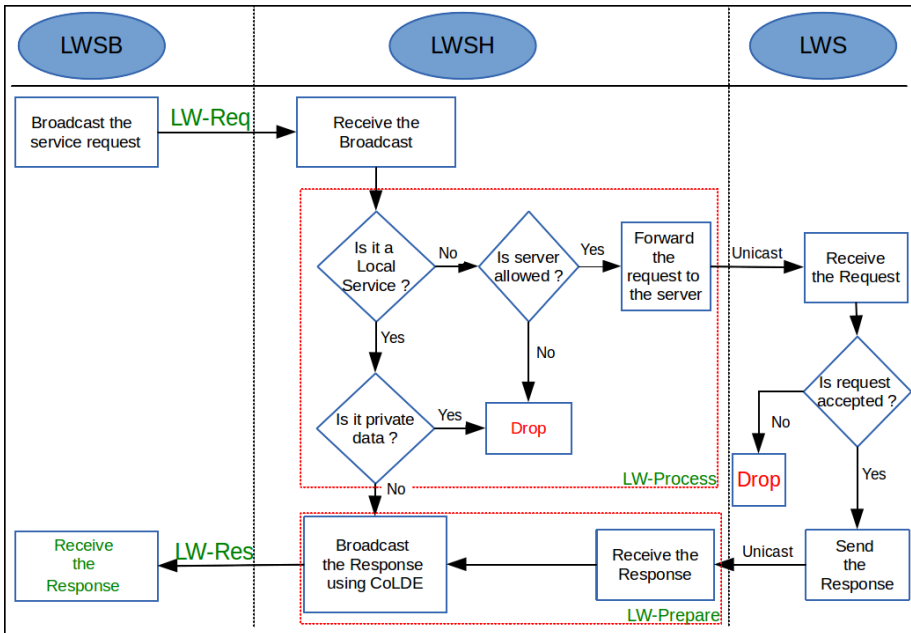 LWSB
LWSH
LWS
Broadcast the
service request
LW-Req
Receive the
Broadcast
Is it a
Local
Service ?
No
Is server
allowed ?
Yes
Forward
the
request to
the server
Unicast
Receive
the Request
Yes
No
Is request
accepted ?
No
Drop
Yes
Is it private
data ?
Yes
Drop
LW-Process
No
Receive
the
Response
LW-Res
Broadcast
the Response
using CoLDE
Receive the
Response
Unicast
Send
the
Response
LW-Prepare